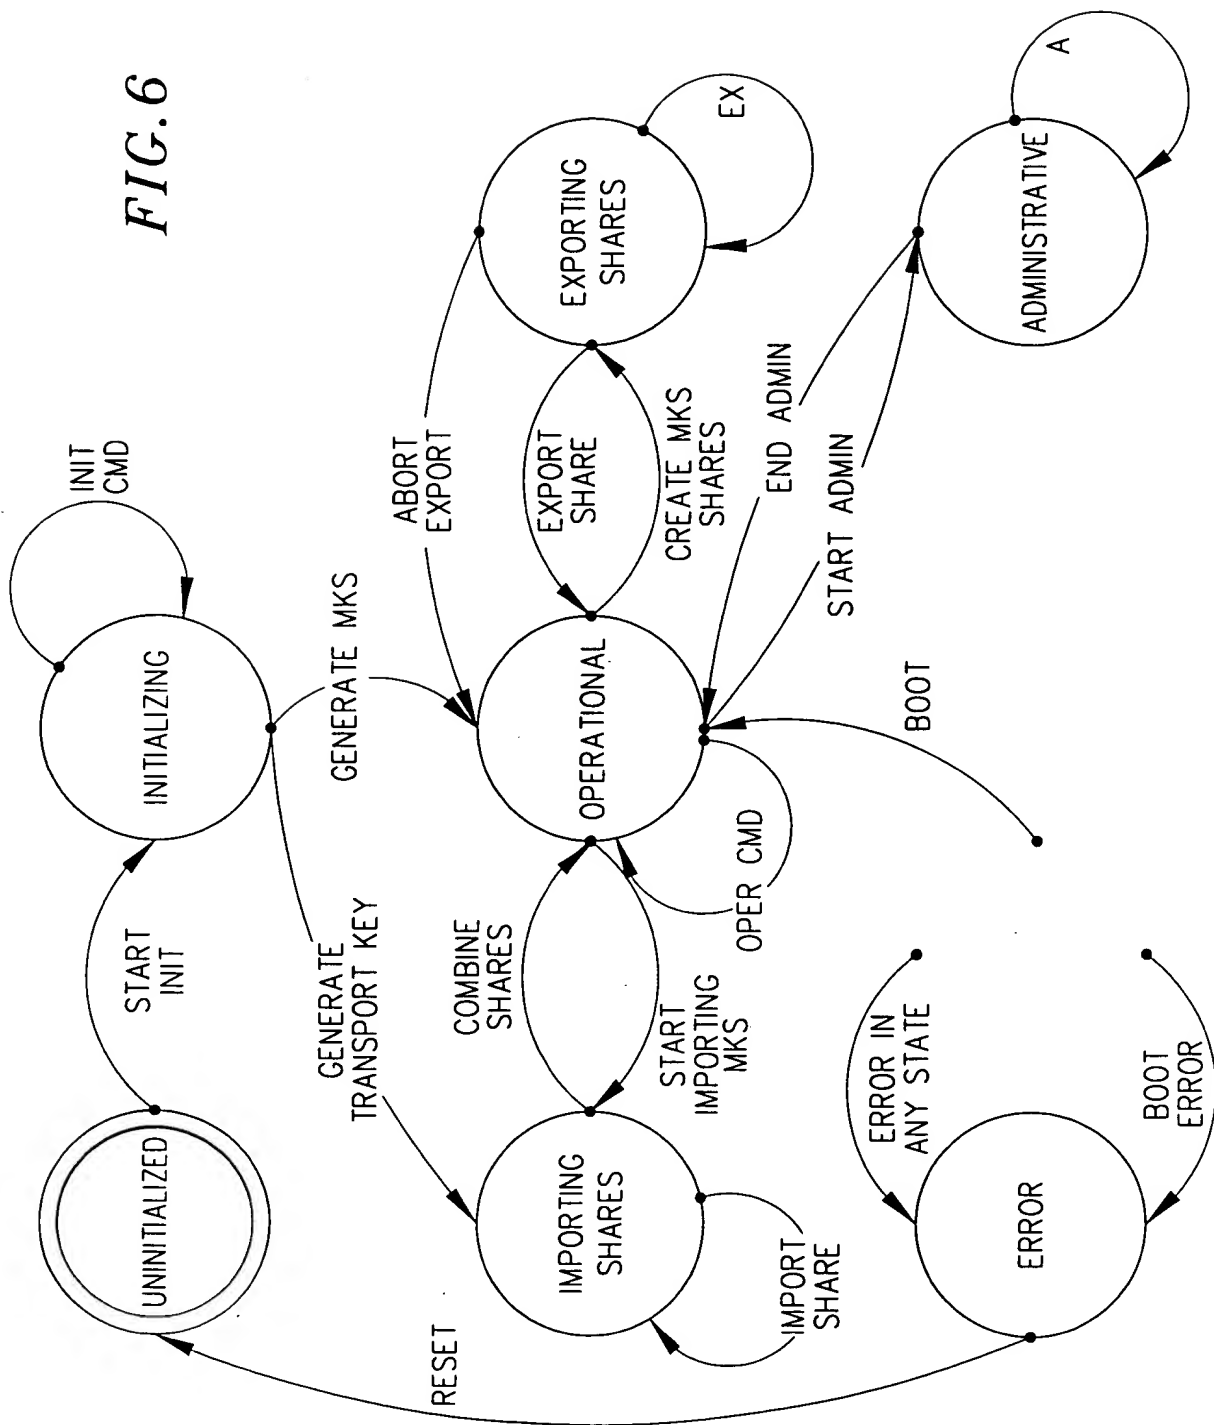 FIG.6
UNINITIALIZED
START
INIT
INITIALIZING
INIT
CMD
GENERATE
TRANSPORT KEY
GENERATE MKS
RESET
IMPORTING
SHARES
IMPORT
SHARE
COMBINE
SHARES
START
IMPORTING
MKS
OPERATIONAL
OPER CMD
ABORT
EXPORT
EXPORT
SHARE
CREATE MKS
SHARES
EXPORTING
SHARES
EX
END ADMIN
START ADMIN
ADMINISTRATIVE
A
ERROR
ERROR IN
ANY STATE
BOOT
ERROR
BOOT